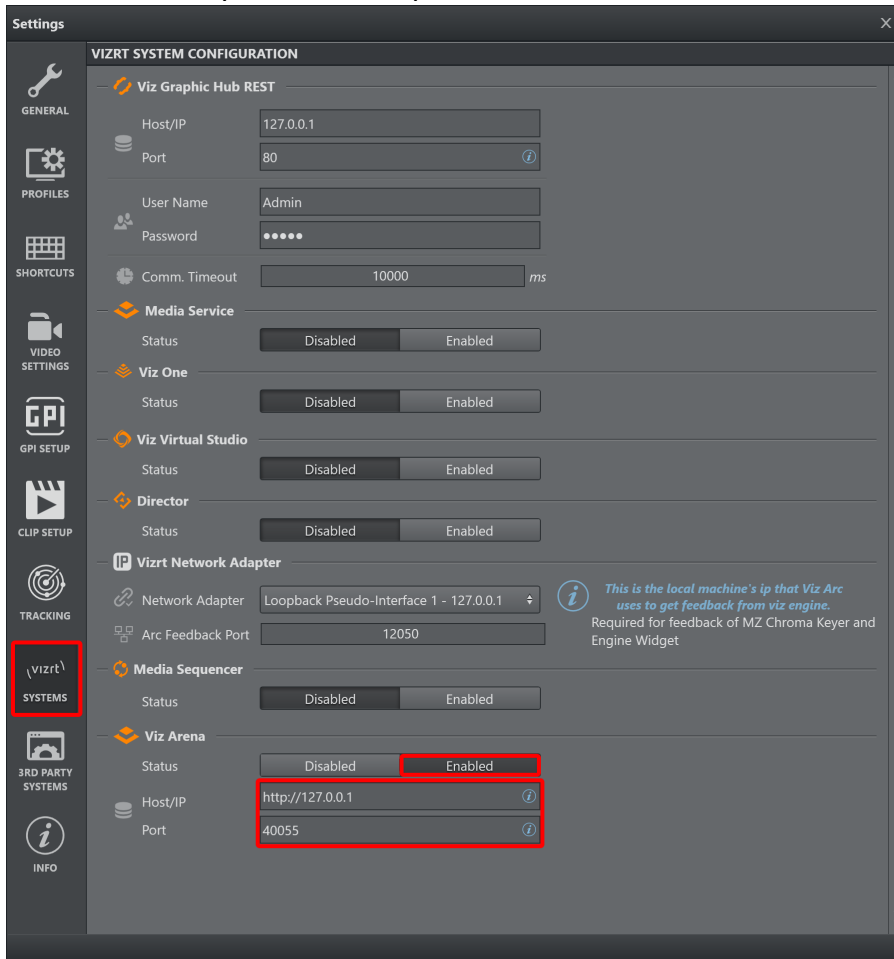 Settings X
VIZRT SYSTEM CONFIGURATION
GENERAL
PROFILES
SHORTCUTS
VIDEO
SETTINGS
GPI
GPI SETUP
CLIP SETUP
TRACKING
vizrt
SYSTEMS
3RD PARTY
SYSTEMS
i
INFO
Viz Graphic Hub REST
Host/IP 127.0.0.1
Port 80 i
User Name Admin
Password •••••
Comm. Timeout 10000 ms
Media Service
Status Disabled Enabled
Viz One
Status Disabled Enabled
Viz Virtual Studio
Status Disabled Enabled
Director
Status Disabled Enabled
IP Vizrt Network Adapter
Network Adapter Loopback Pseudo-Interface 1 - 127.0.0.1
Arc Feedback Port 12050
i This is the local machine's ip that Viz Arc
uses to get feedback from viz engine.
Required for feedback of MZ Chroma Keyer and
Engine Widget
Media Sequencer
Status Disabled Enabled
Viz Arena
Status Disabled Enabled
Host/IP http://127.0.0.1 i
Port 40055 i